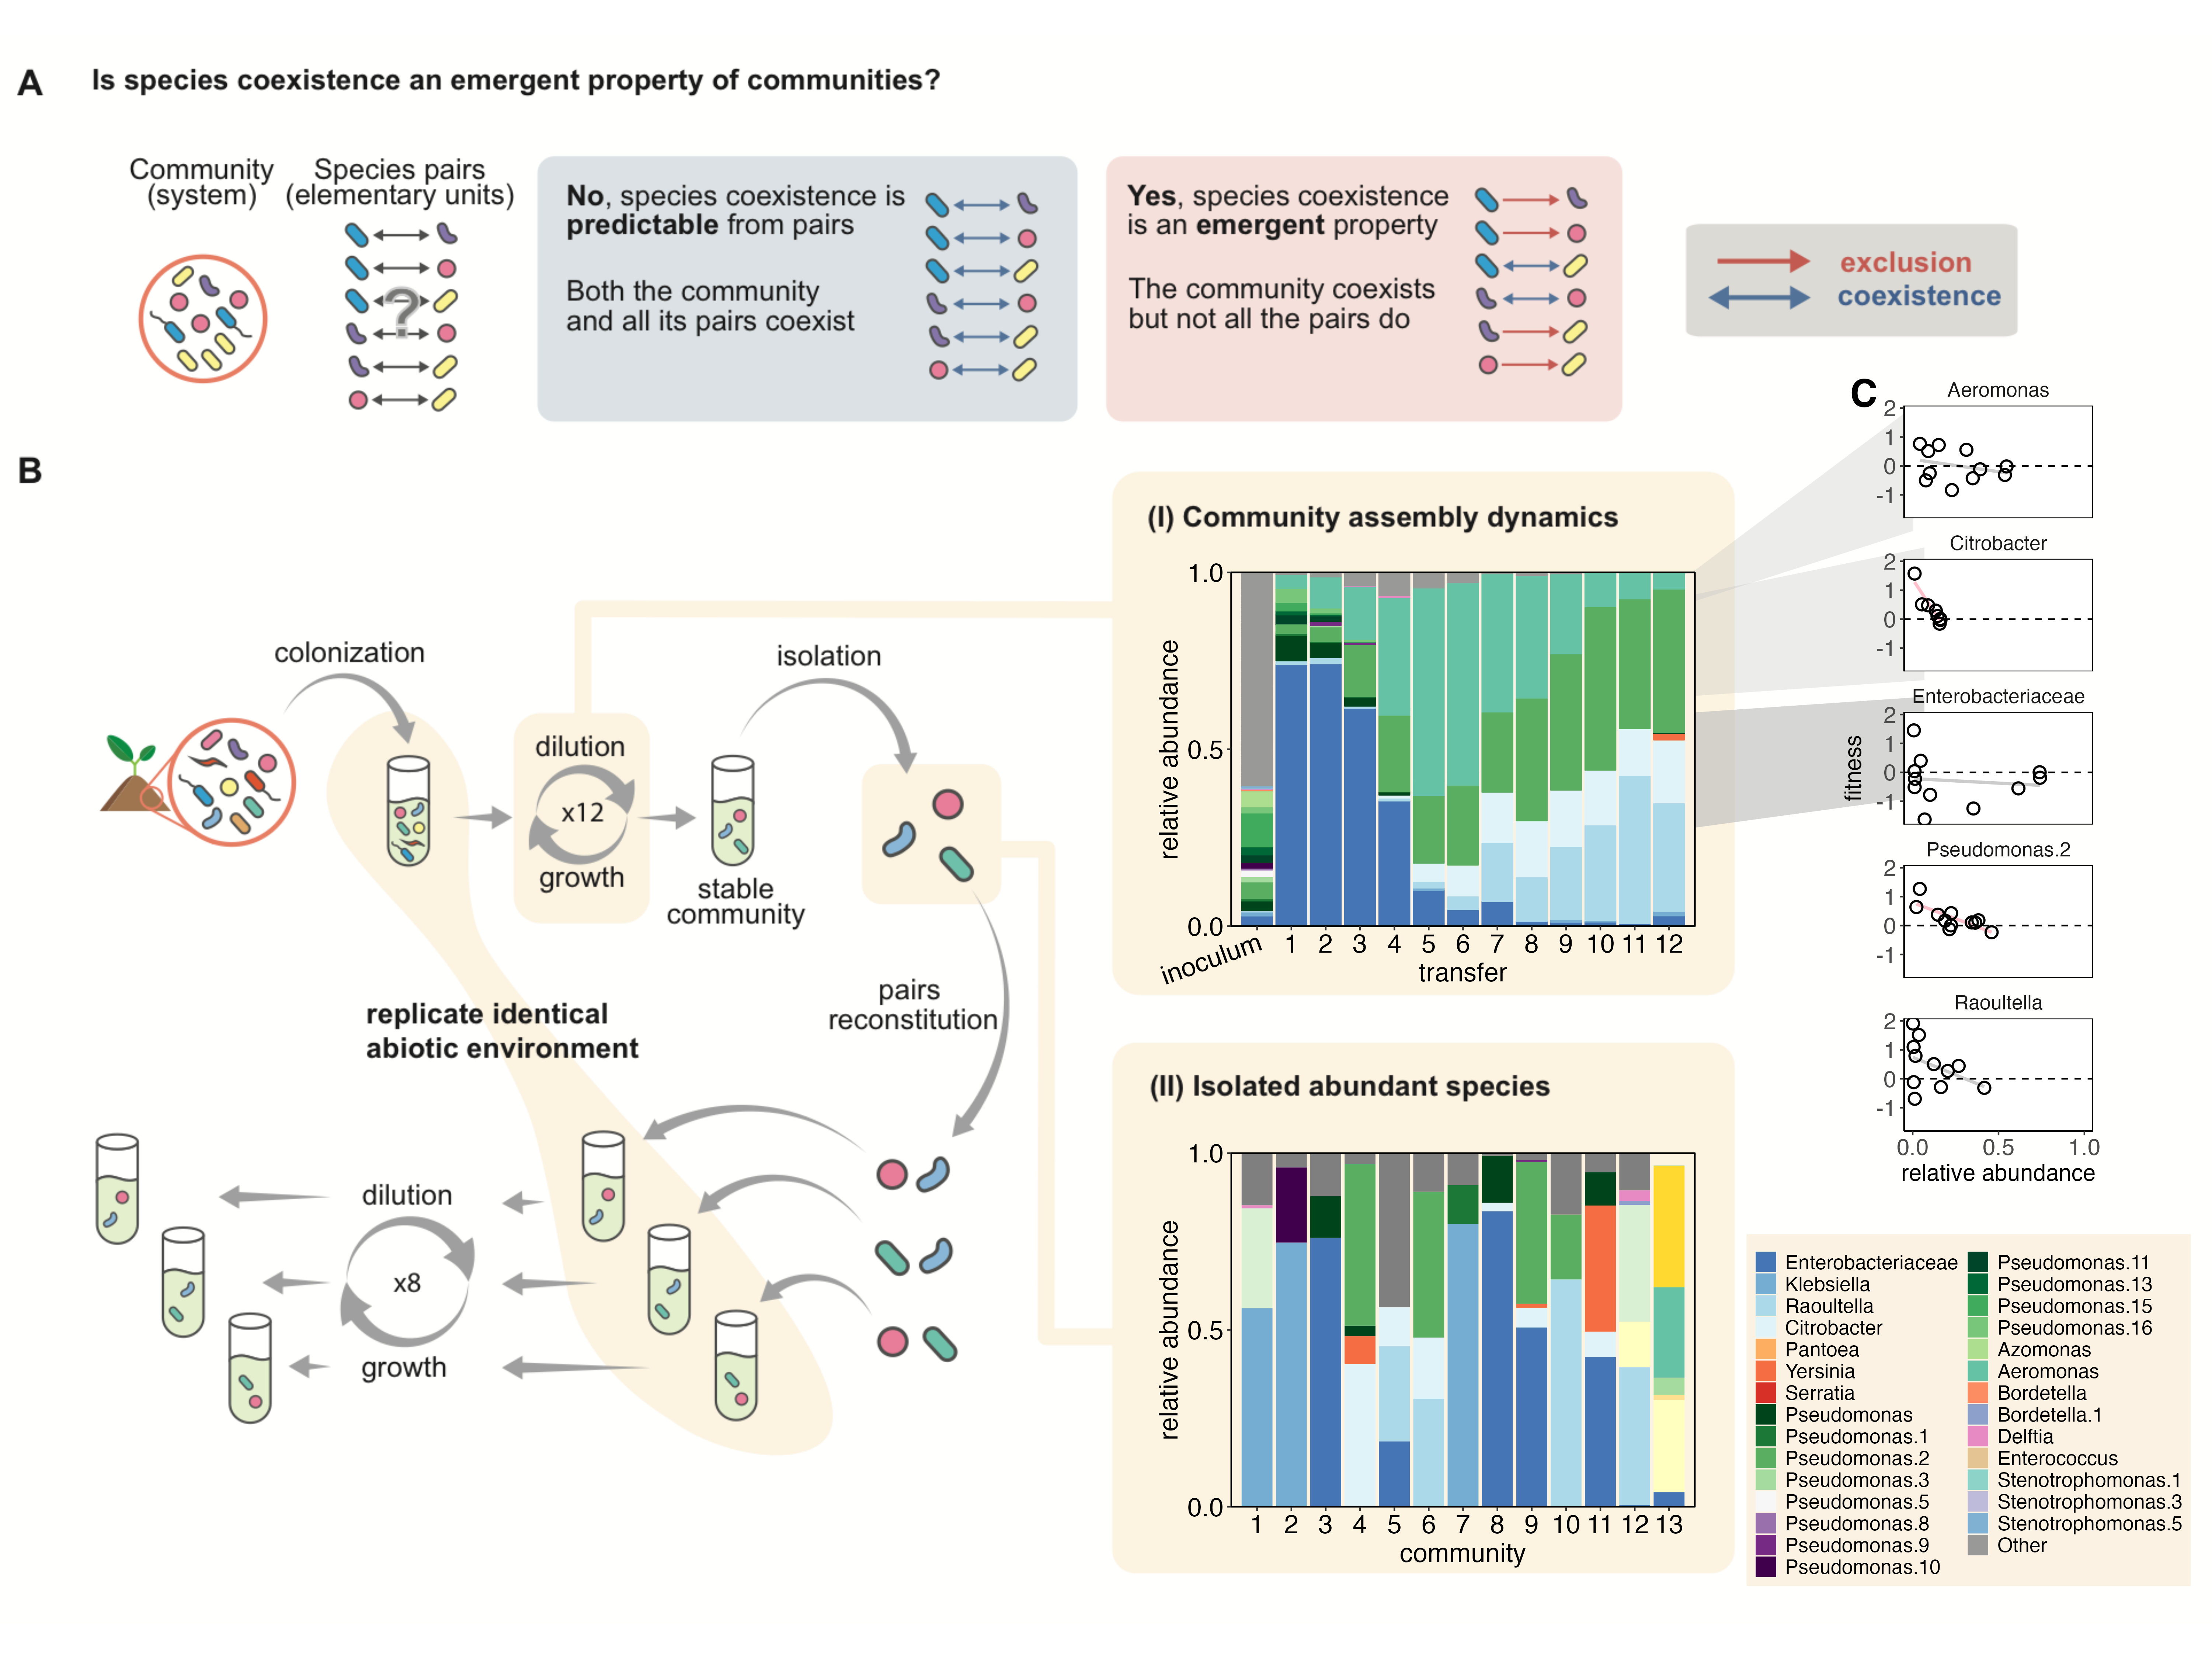 A
Is species coexistence an emergent property of communities?
Community
(system)
Species pairs
(elementary units)
?
No, species coexistence is
predictable from pairs
Both the community
and all its pairs coexist
Yes, species coexistence
is an emergent property
The community coexists
but not all the pairs do
exclusion
coexistence
B
colonization
dilution
x12
growth
isolation
stable
community
pairs
reconstitution
replicate identical
abiotic environment
dilution
x8
growth
(I) Community assembly dynamics
relative abundance
1.0
0.5
0.0
inoculum 1 2 3 4 5 6 7 8 9 10 11 12
transfer
(II) Isolated abundant species
relative abundance
1.0
0.5
0.0
1 2 3 4 5 6 7 8 9 10 11 12 13
community
C
Aeromonas
2
1
0
-1
Citrobacter
2
1
0
-1
Enterobacteriaceae
2
1
0
-1
fitness
Pseudomonas.2
2
1
0
-1
Raoultella
2
1
0
-1
0.0 0.5 1.0
relative abundance
Enterobacteriaceae
Klebsiella
Raoultella
Citrobacter
Pantoea
Yersinia
Serratia
Pseudomonas
Pseudomonas.1
Pseudomonas.2
Pseudomonas.3
Pseudomonas.5
Pseudomonas.8
Pseudomonas.9
Pseudomonas.10
Pseudomonas.11
Pseudomonas.13
Pseudomonas.15
Pseudomonas.16
Azomonas
Aeromonas
Bordetella
Bordetella.1
Delftia
Enterococcus
Stenotrophomonas.1
Stenotrophomonas.3
Stenotrophomonas.5
Other